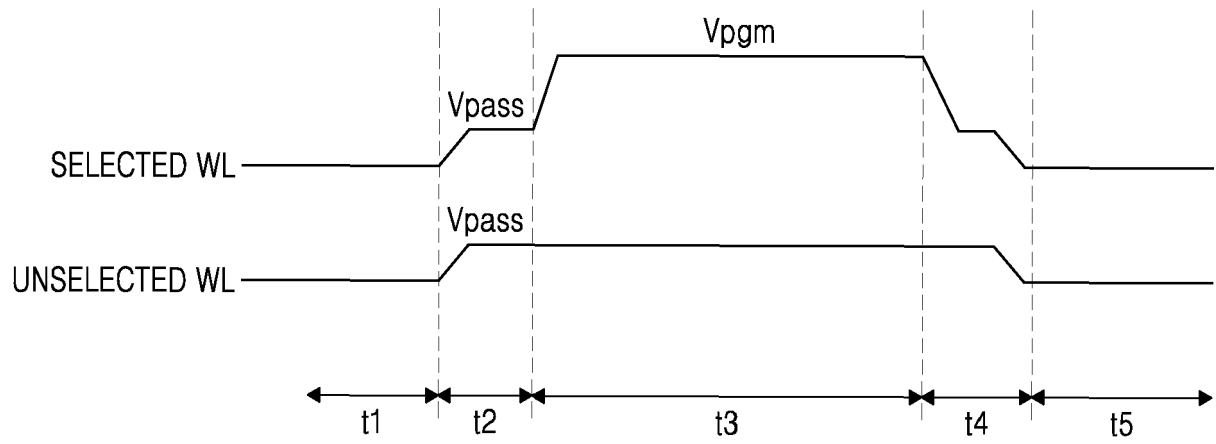 Vpgm
Vpass
SELECTED WL
Vpass
UNSELECTED WL
t1 t2 t3 t4 t5